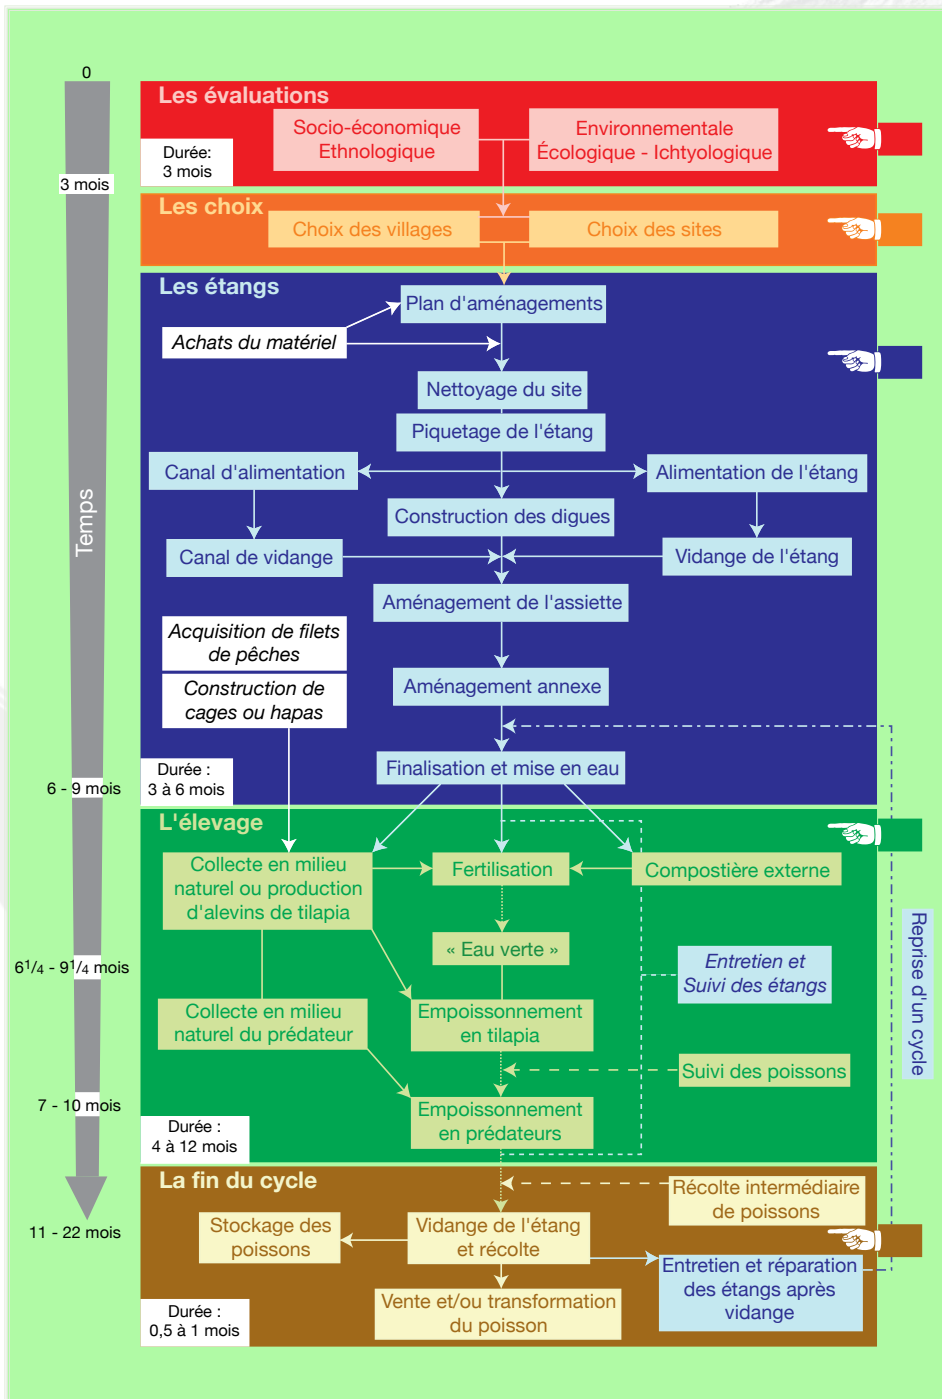 0
Les évaluations
Socio-économique
Ethnologique
Environnementale
Écologique - Ichtyologique
Durée:
3 mois
3 mois
Les choix
Choix des villages
Choix des sites
Les étangs
Plan d'aménagements
Achats du matériel
Nettoyage du site
Piquetage de l'étang
Canal d'alimentation
Alimentation de l'étang
Temps
Construction des digues
Canal de vidange
Vidange de l'étang
Aménagement de l'assiette
Acquisition de filets
de pêches
Construction de
cages ou hapas
Aménagement annexe
Finalisation et mise en eau
Durée :
3 à 6 mois
6 - 9 mois
L'élevage
Collecte en milieu
naturel ou production
d'alevins de tilapia
Fertilisation
Compostière externe
« Eau verte »
6 1/4 - 9 1/4 mois
Entretien et
Suivi des étangs
Reprise d'un cycle
Collecte en milieu
naturel du prédateur
Empoissonnement
en tilapia
Suivi des poissons
7 - 10 mois
Empoissonnement
en prédateurs
Durée :
4 à 12 mois
La fin du cycle
Récolte intermédiaire
de poissons
11 - 22 mois
Stockage des
poissons
Vidange de l'étang
et récolte
Entretien et réparation
des étangs après
vidange
Vente et/ou transformation
du poisson
Durée :
0,5 à 1 mois